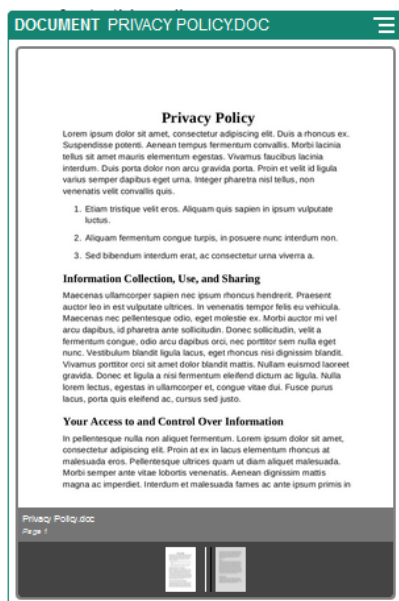 DOCUMENT PRIVACY POLICY.DOC
Privacy Policy
Lorem ipsum dolor sit amet, consectetur adipiscing elit. Duis a rhoncus ex.
Suspendisse potenti. Aenean tempus fermentum convallis. Morbi lacinia
tellus sit amet mauris elementum egestas. Vivamus faucibus lacinia
interdum. Duis porta dolor non arcu gravida porta. Proin et velit id ligula
varius semper dapibus eget urna. Integer pharetra nisl tellus, non
venenatis velit convallis quis.
1. Etiam tristique velit eros. Aliquam quis sapien in ipsum vulputate
luctus.
2. Aliquam fermentum congue turpis, in posuere nunc interdum non.
3. Sed bibendum interdum erat, ac consectetur urna viverra a.
Information Collection, Use, and Sharing
Maecenas ullamcorper sapien nec ipsum rhoncus hendrerit. Praesent
auctor leo in est vulputate ultrices. In venenatis tempor felis eu vehicula.
Maecenas nec pellentesque odio, eget molestie ex. Morbi auctor mi vel
arcu dapibus, id pharetra ante sollicitudin. Donec sollicitudin, velit a
fermentum congue, odio arcu dapibus orci, nec porttitor sem nulla eget
nunc. Vestibulum blandit ligula lacus, eget rhoncus nisi dignissim blandit.
Vivamus porttitor orci sit amet dolor blandit mattis. Nullam euismod laoreet
gravida. Donec et ligula a nisi fermentum eleifend dictum ac ligula. Nulla
lorem lectus, egestas in ullamcorper et, congue vitae dui. Fusce purus
lacus, porta quis eleifend ac, cursus sed justo.
Your Access to and Control Over Information
In pellentesque nulla non aliquet fermentum. Lorem ipsum dolor sit amet,
consectetur adipiscing elit. Proin at ex in lacus elementum rhoncus at
malesuada eros. Pellentesque ultrices quam ut diam aliquet malesuada.
Morbi semper ante vitae lobortis venenatis. Aenean dignissim mattis
magna ac imperdiet. Interdum et malesuada fames ac ante ipsum primis in
Privacy Policy.doc
Page 1